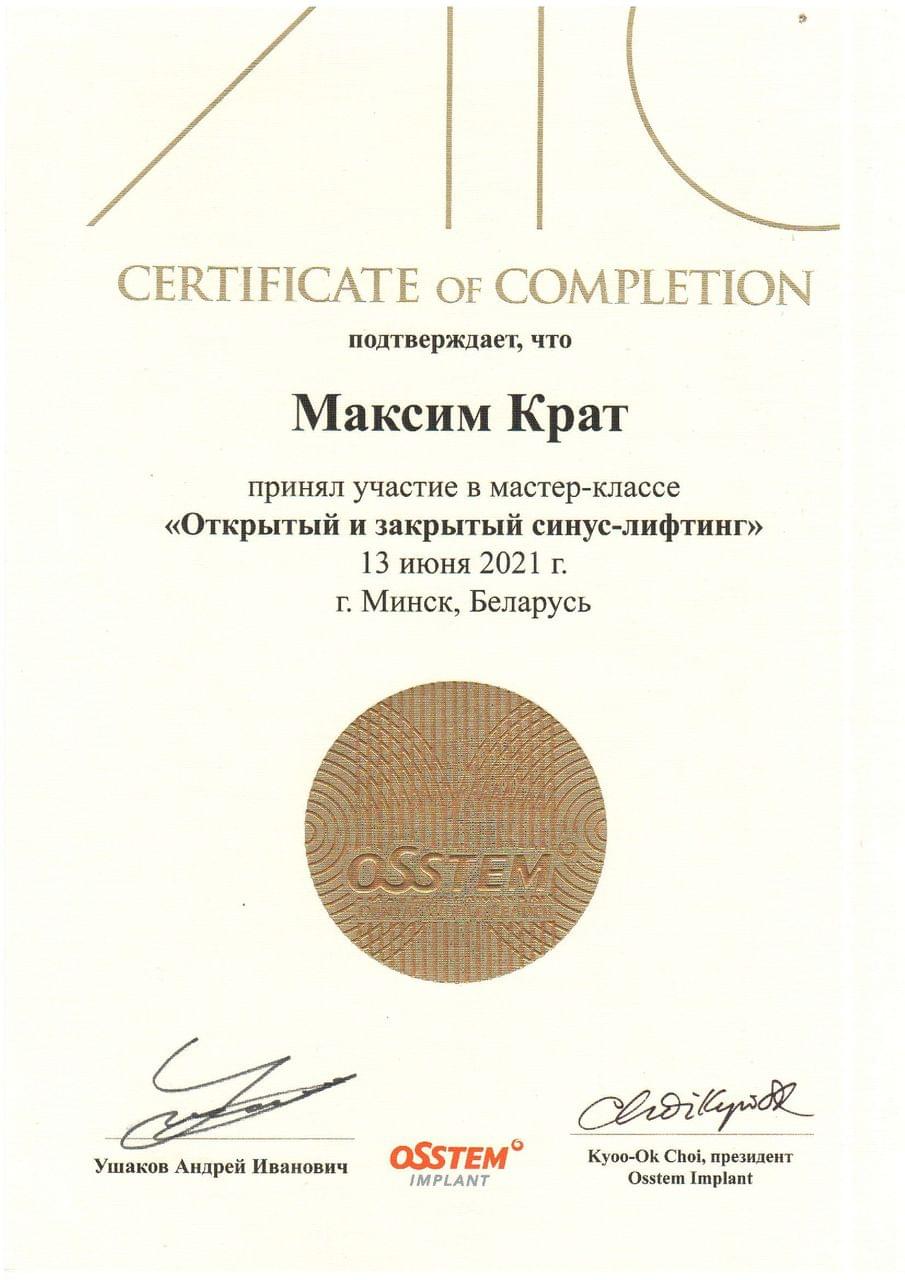 AIC
CERTIFICATE OF COMPLETION
подтверждает, что
Максим Крат
принял участие в мастер-классе
«Открытый и закрытый синус-лифтинг»
13 июня 2021 г.
г. Минск, Беларусь
OSSTEM
Ушаков Андрей Иванович
OSSTEM
IMPLANT
Kyoo-Ok Choi, президент
Osstem Implant